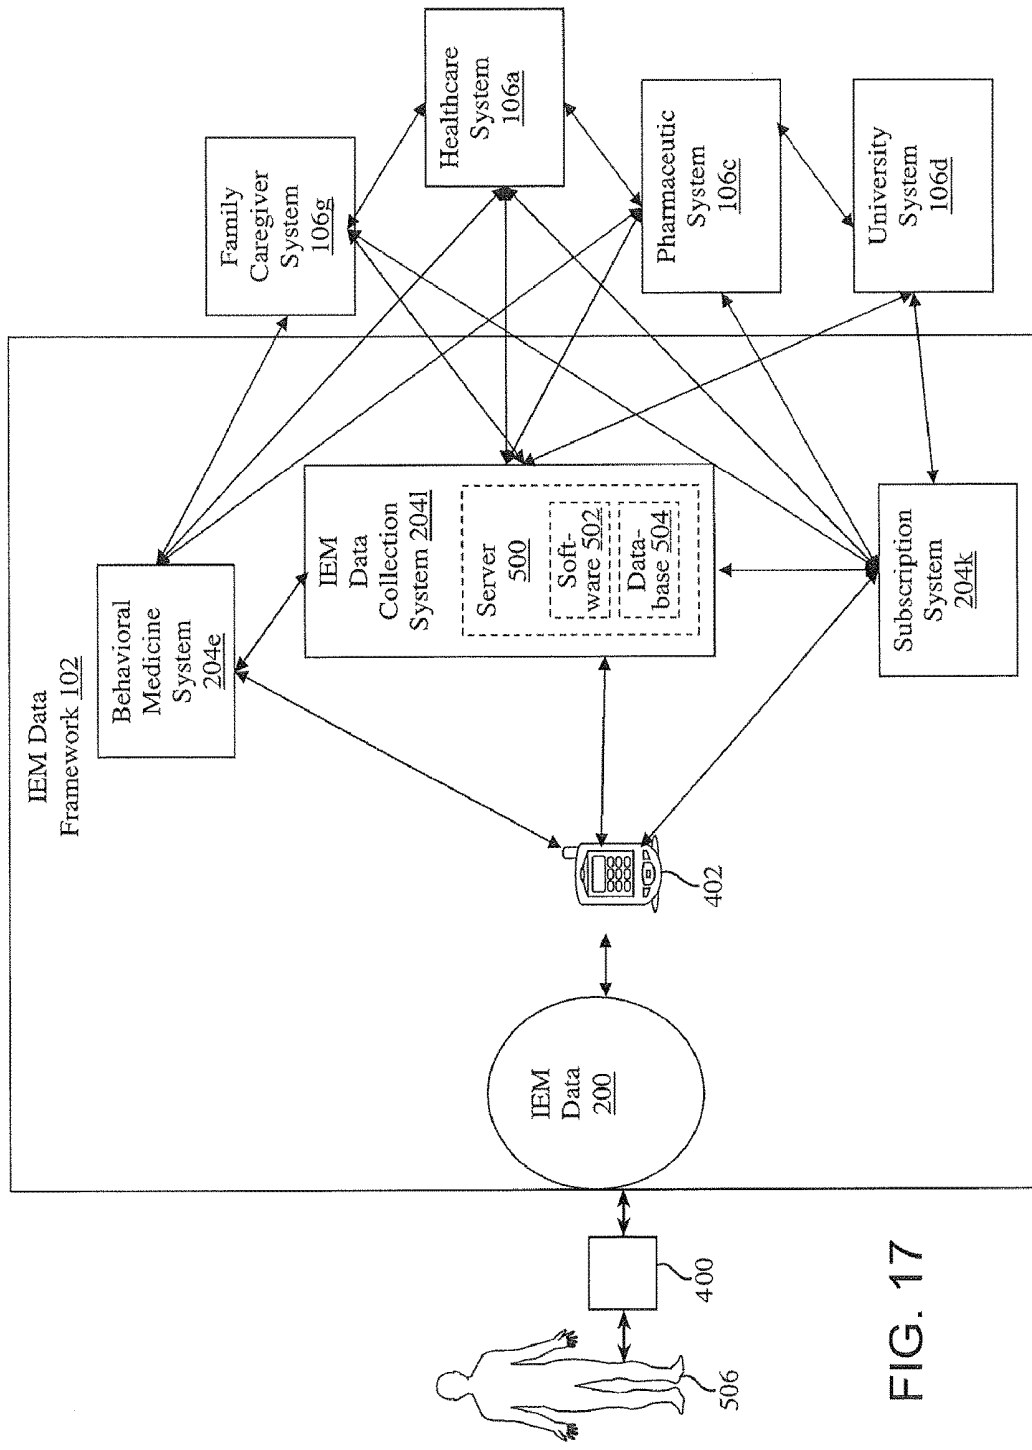 IEM Data
Framework 102
Behavioral
Medicine
System
204e
Family
Caregiver
System
106g
Healthcare
System
106a
IEM
Data
Collection
System 204l
Server
500
Soft-
ware 502
Data-
base 504
Pharmaceutic
System
106c
University
System
106d
Subscription
System
204k
402
IEM
Data
200
400
506
FIG. 17